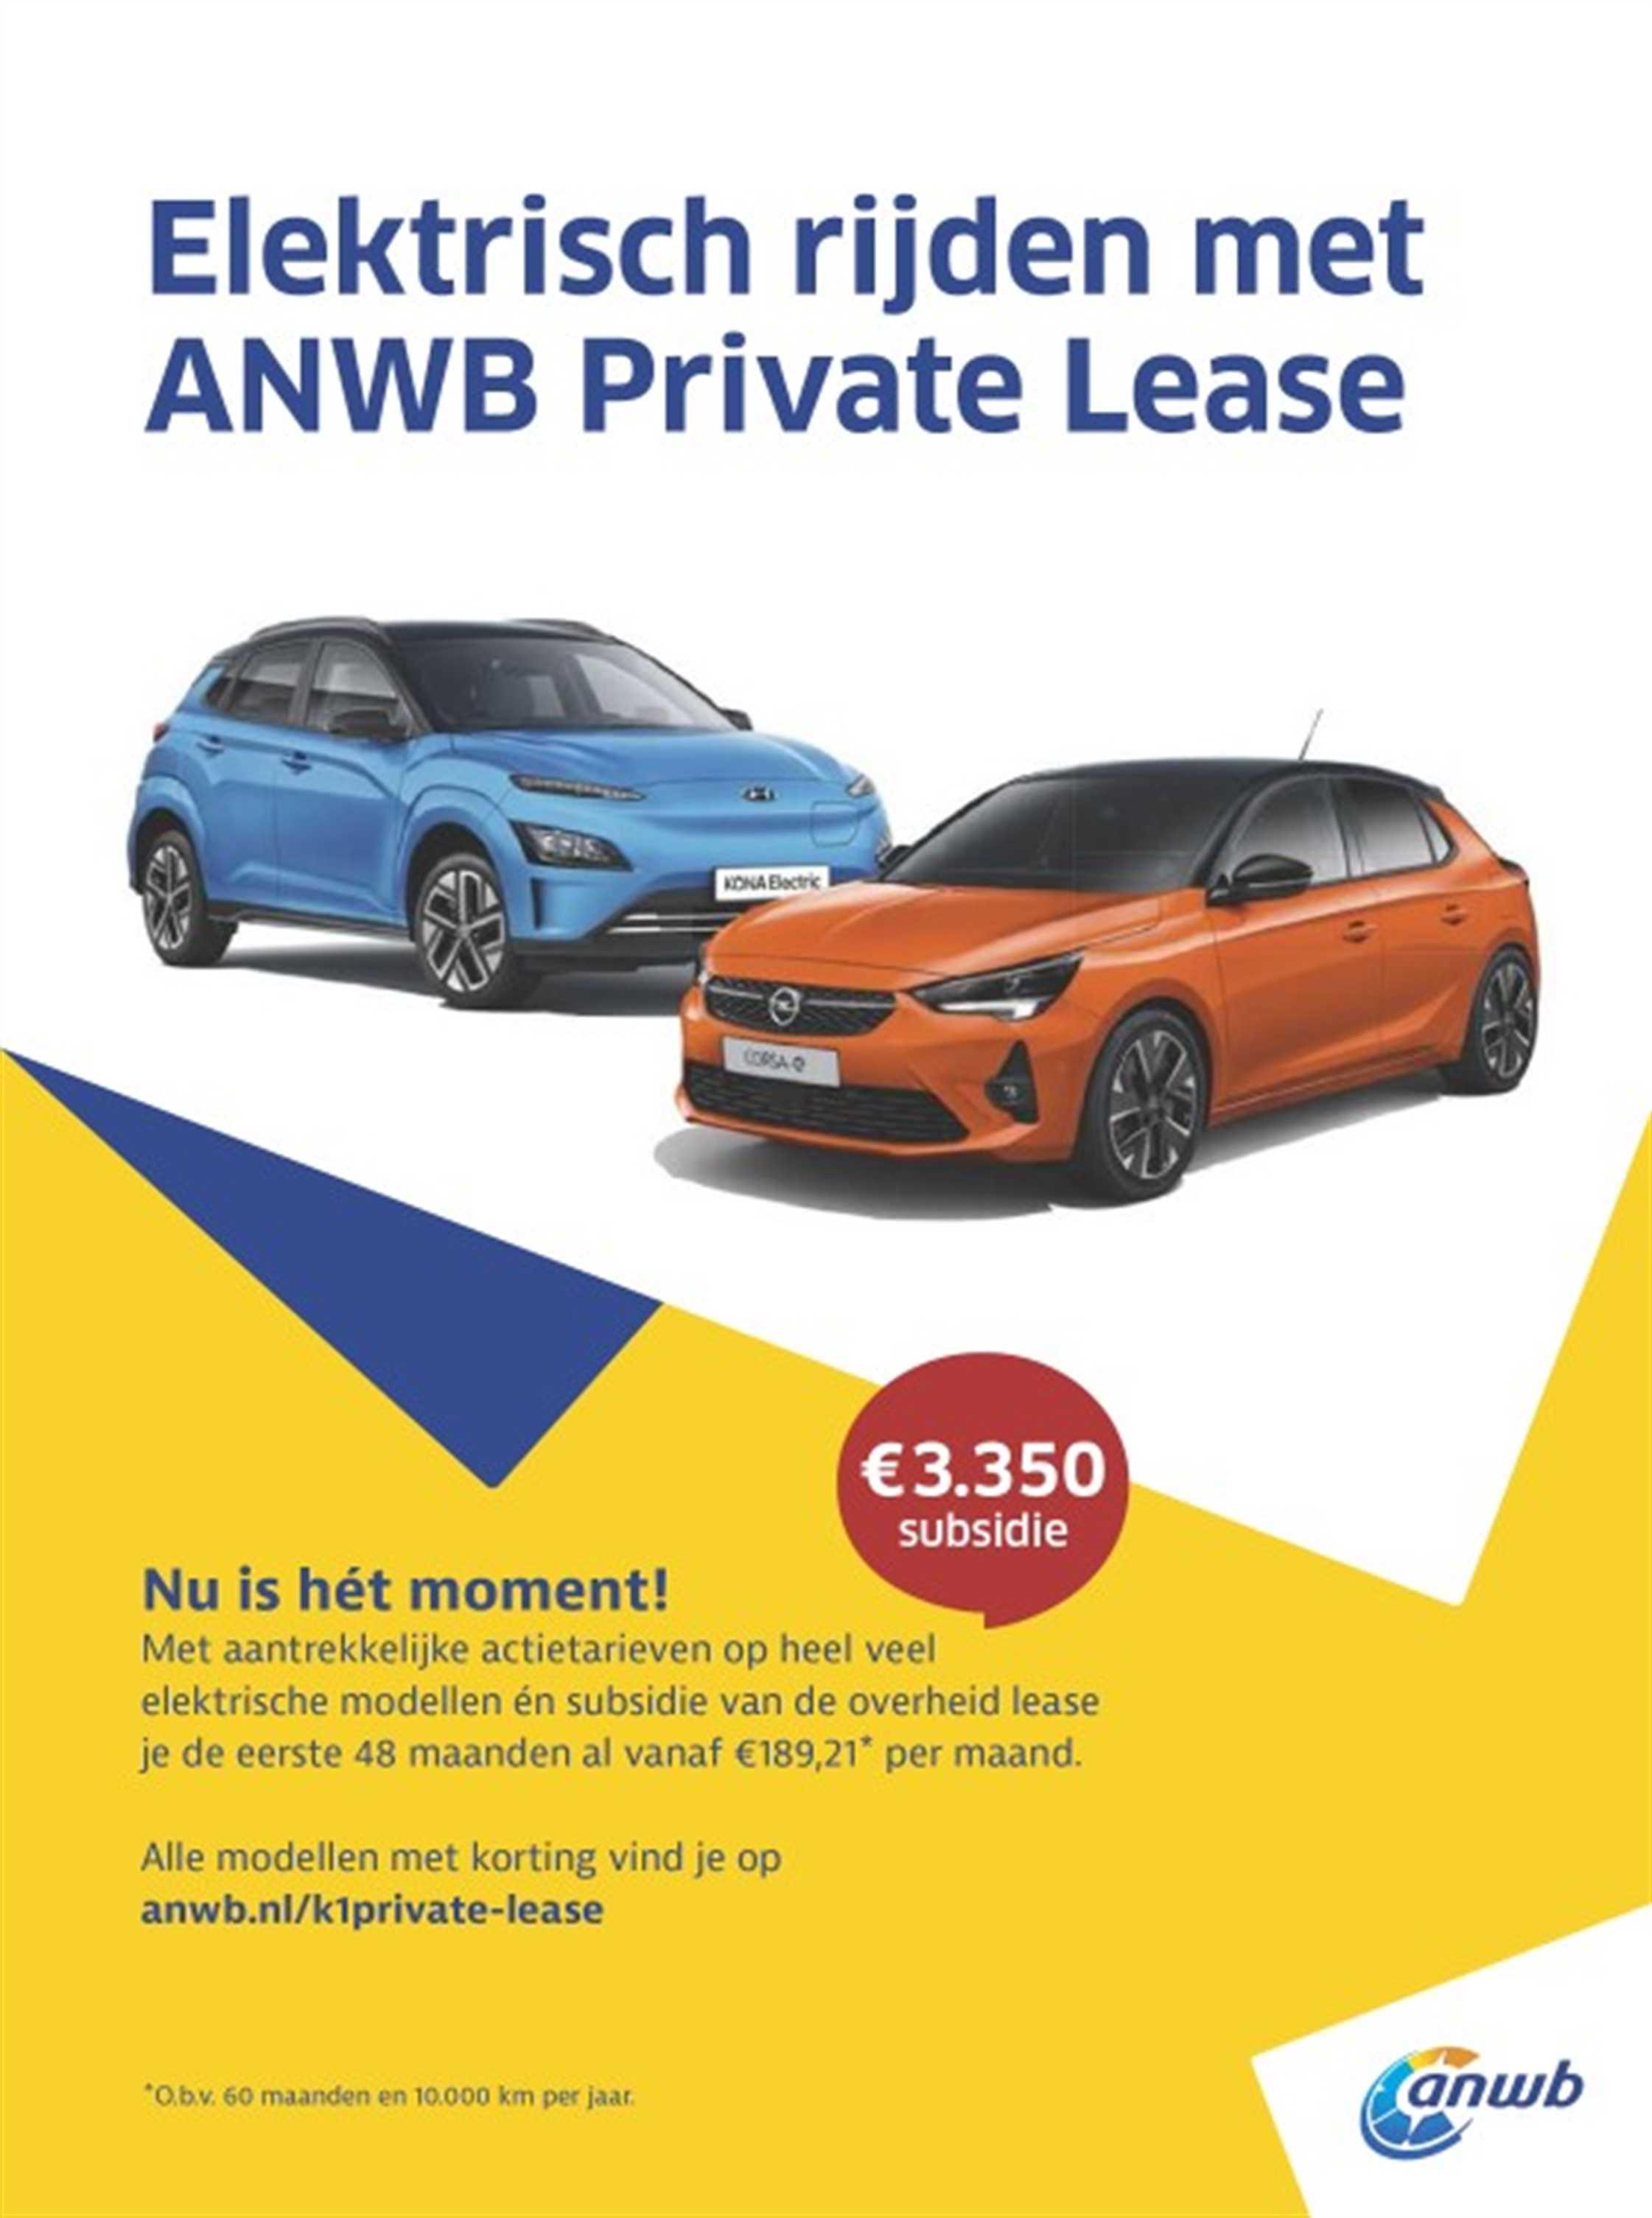 Elektrisch rijden met
ANWB Private Lease
KONA Electric
CORSA-e
€3.350
subsidie
Nu is hét moment!
Met aantrekkelijke actietarieven op heel veel
elektrische modellen én subsidie van de overheid lease
je de eerste 48 maanden al vanaf €189,21* per maand.
Alle modellen met korting vind je op
anwb.nl/k1private-lease
*O.b.v. 60 maanden en 10.000 km per jaar.
anwb